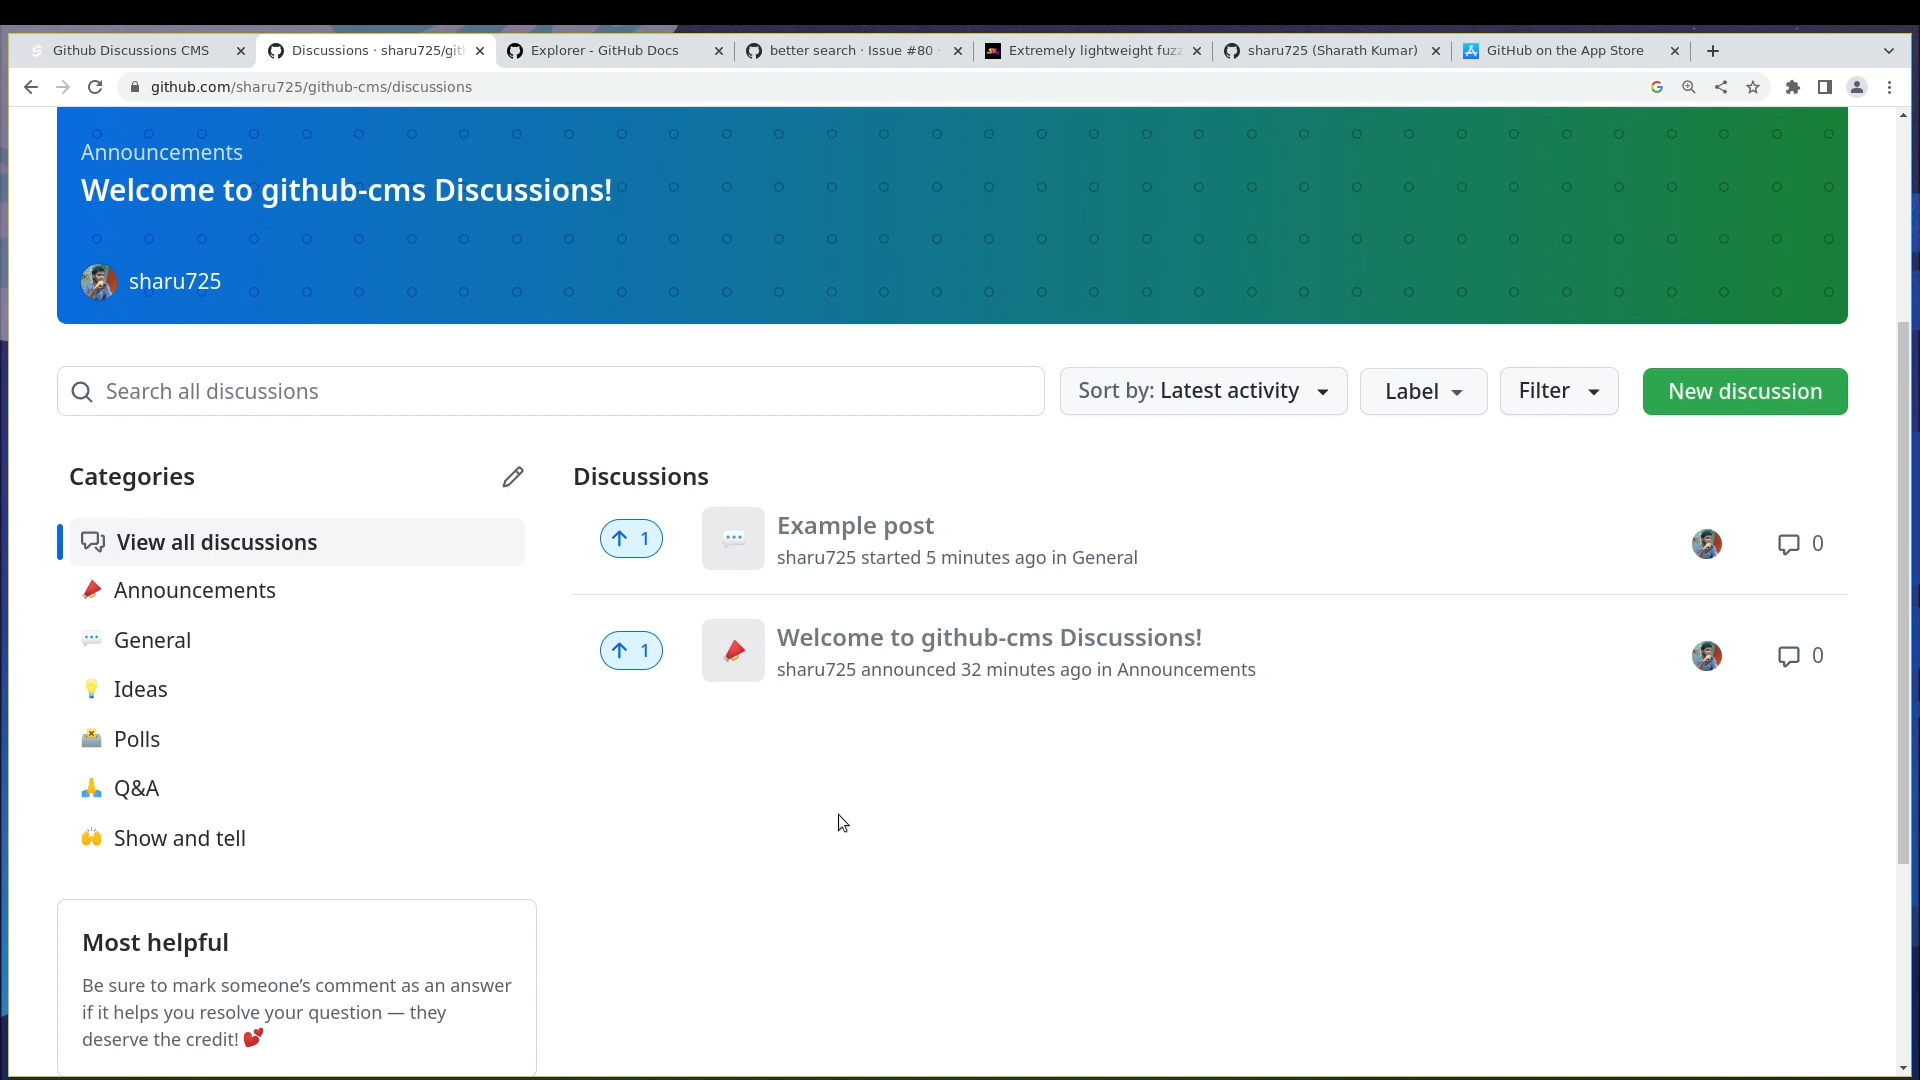 Github Discussions CMS
Discussions · sharu725/gith
Explorer - GitHub Docs
better search · Issue #80 ·
Extremely lightweight fuzz
sharu725 (Sharath Kumar)
GitHub on the App Store
github.com/sharu725/github-cms/discussions
Announcements
Welcome to github-cms Discussions!
sharu725
Search all discussions
Sort by: Latest activity
Label
Filter
New discussion
Categories
View all discussions
Announcements
General
Ideas
Polls
Q&A
Show and tell
Most helpful
Be sure to mark someone’s comment as an answer
if it helps you resolve your question — they
deserve the credit! 💕
Discussions
1
Example post
sharu725 started 5 minutes ago in General
0
1
Welcome to github-cms Discussions!
sharu725 announced 32 minutes ago in Announcements
0